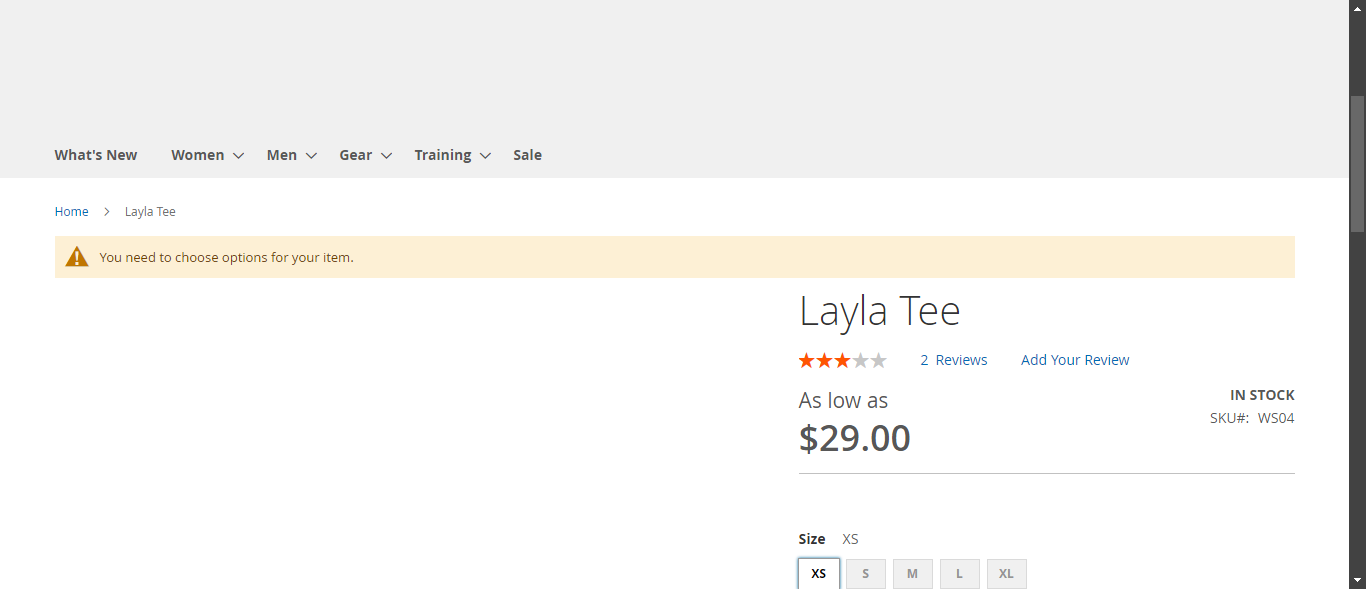 What's New Women Men Gear Training Sale
Home Layla Tee
You need to choose options for your item.
Layla Tee
2 Reviews Add Your Review
As low as
$29.00
IN STOCK
SKU#: WS04
Size XS
XS S M L XL